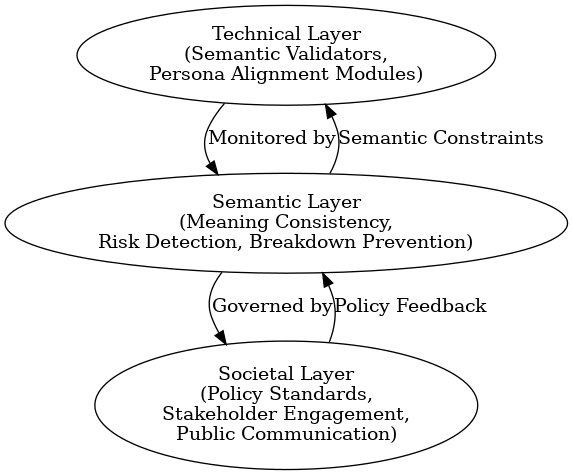 Technical Layer
(Semantic Validators,
Persona Alignment Modules)
Monitored by
Semantic Constraints
Semantic Layer
(Meaning Consistency,
Risk Detection, Breakdown Prevention)
Governed by
Policy Feedback
Societal Layer
(Policy Standards,
Stakeholder Engagement,
Public Communication)